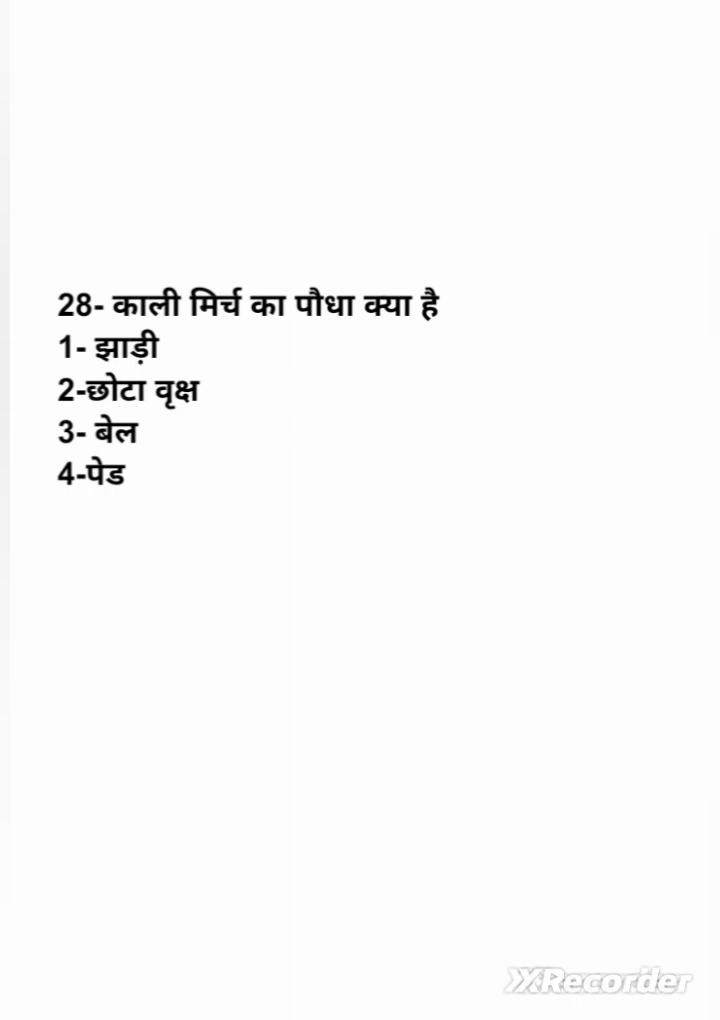 28- काली मिर्च का पौधा क्या है
1- झाड़ी
2-छोटा वृक्ष
3- बेल
4-पेड
XRecorder